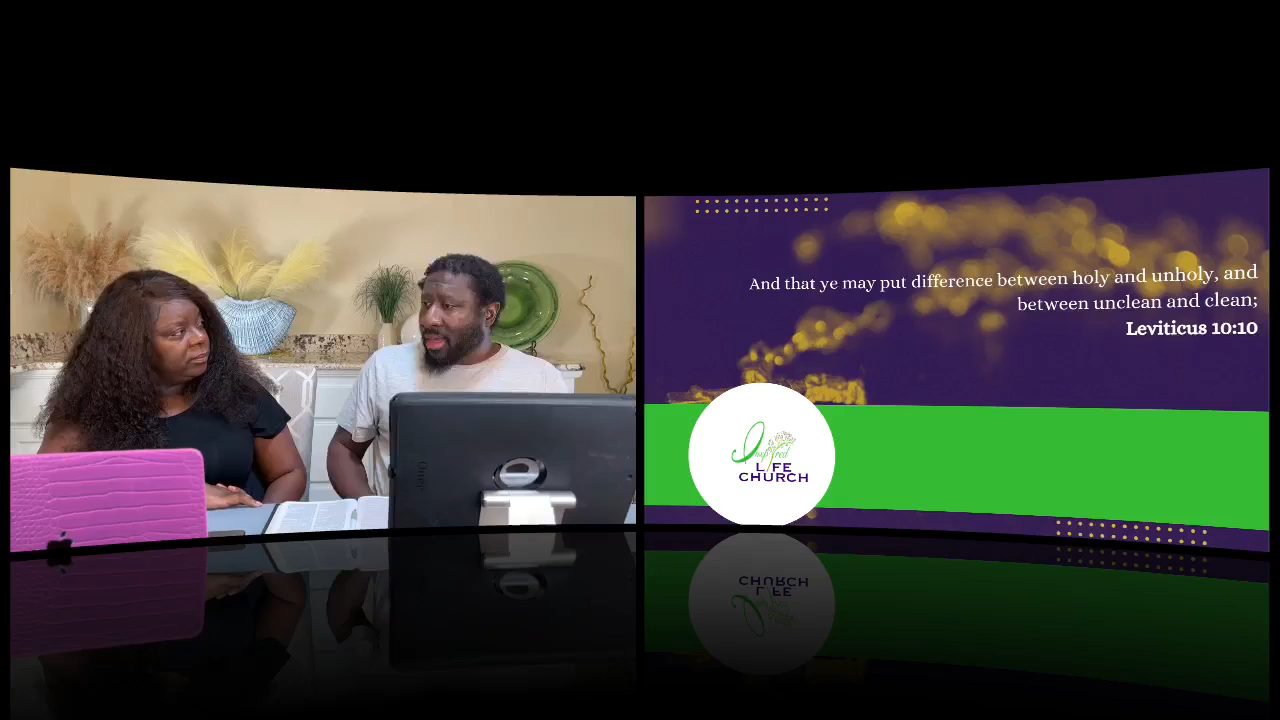 And that ye may put difference between holy and unholy, and
between unclean and clean;
Leviticus 10:10
Inspired
LIFE
CHURCH